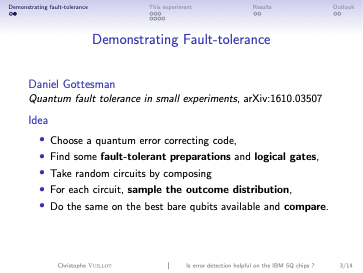 Demonstrating fault-tolerance This experiment Results Outlook
Demonstrating Fault-tolerance
Daniel Gottesman
Quantum fault tolerance in small experiments, arXiv:1610.03507
Idea
• Choose a quantum error correcting code,
• Find some fault-tolerant preparations and logical gates,
• Take random circuits by composing
• For each circuit, sample the outcome distribution,
• Do the same on the best bare qubits available and compare.
Christophe VUILLOT | Is error detection helpful on the IBM 5Q chips ? 3/14